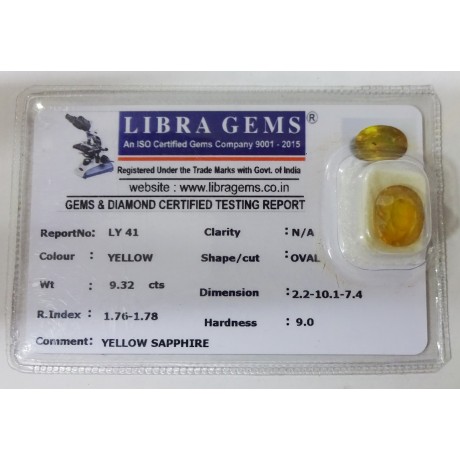 LIBRA GEMS®
An ISO Certified Gems Company 9001 - 2015
Registered Under the Trade Marks with Govt. of India
website : www.libragems.co.in
GEMS & DIAMOND CERTIFIED TESTING REPORT
ReportNo: LY 41 Clarity : N/A
Colour : YELLOW Shape/cut : OVAL
Wt : 9.32 cts Dimension : 2.2-10.1-7.4
R.Index : 1.76-1.78 Hardness : 9.0
Comment: YELLOW SAPPHIRE